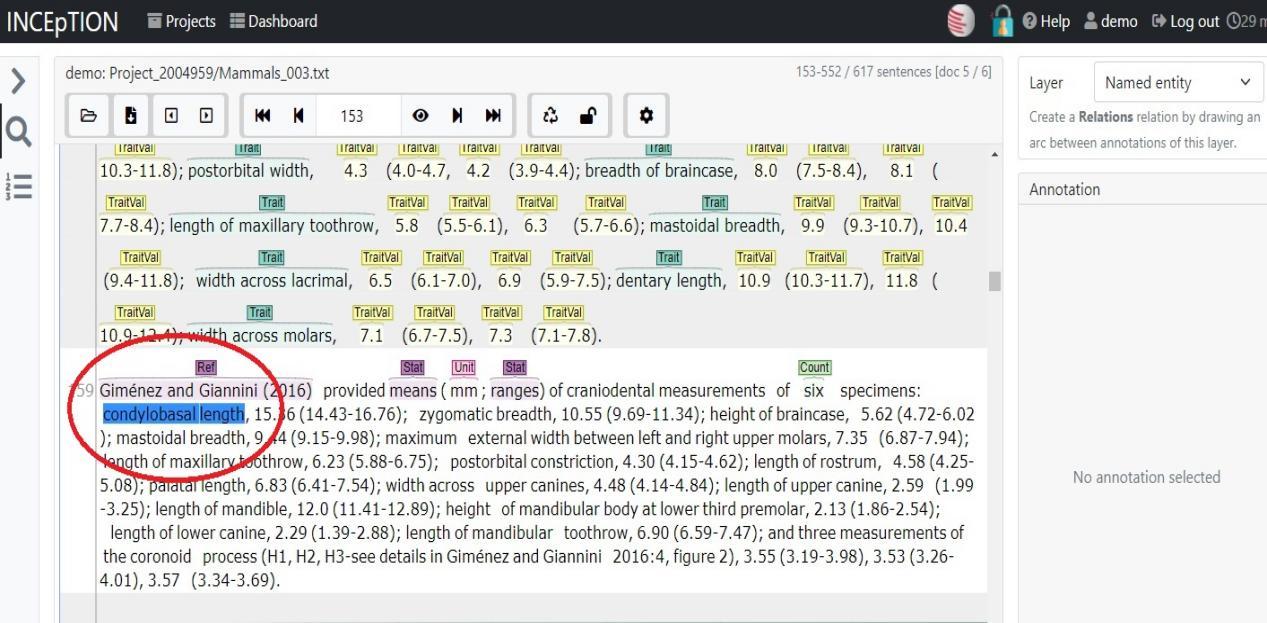 INCEpTION Projects Dashboard Help demo Log out 29 m
demo: Project_2004959/Mammals_003.txt 153-552 / 617 sentences [doc 5 / 6]
153
Layer Named entity
Create a Relations relation by drawing an
arc between annotations of this layer.
Annotation
No annotation selected
TraitVal Trait TraitVal TraitVal TraitVal TraitVal Trait TraitVal TraitVal TraitVal
10.3-11.8); postorbital width, 4.3 (4.0-4.7, 4.2 (3.9-4.4); breadth of braincase, 8.0 (7.5-8.4), 8.1 (
TraitVal Trait TraitVal TraitVal TraitVal TraitVal Trait TraitVal TraitVal TraitVal
7.7-8.4); length of maxillary toothrow, 5.8 (5.5-6.1), 6.3 (5.7-6.6); mastoidal breadth, 9.9 (9.3-10.7), 10.4
TraitVal Trait TraitVal TraitVal TraitVal TraitVal Trait TraitVal TraitVal TraitVal
(9.4-11.8); width across lacrimal, 6.5 (6.1-7.0), 6.9 (5.9-7.5); dentary length, 10.9 (10.3-11.7), 11.8 (
TraitVal Trait TraitVal TraitVal TraitVal TraitVal
10.9-12.4); width across molars, 7.1 (6.7-7.5), 7.3 (7.1-7.8).
Ref Stat Unit Stat Count
159 Giménez and Giannini (2016) provided means ( mm ; ranges) of craniodental measurements of six specimens:
condylobasal length, 15.36 (14.43-16.76); zygomatic breadth, 10.55 (9.69-11.34); height of braincase, 5.62 (4.72-6.02
); mastoidal breadth, 9.44 (9.15-9.98); maximum external width between left and right upper molars, 7.35 (6.87-7.94);
length of maxillary toothrow, 6.23 (5.88-6.75); postorbital constriction, 4.30 (4.15-4.62); length of rostrum, 4.58 (4.25-
5.08); palatal length, 6.83 (6.41-7.54); width across upper canines, 4.48 (4.14-4.84); length of upper canine, 2.59 (1.99
-3.25); length of mandible, 12.0 (11.41-12.89); height of mandibular body at lower third premolar, 2.13 (1.86-2.54);
length of lower canine, 2.29 (1.39-2.88); length of mandibular toothrow, 6.90 (6.59-7.47); and three measurements of
the coronoid process (H1, H2, H3-see details in Giménez and Giannini 2016:4, figure 2), 3.55 (3.19-3.98), 3.53 (3.26-
4.01), 3.57 (3.34-3.69).